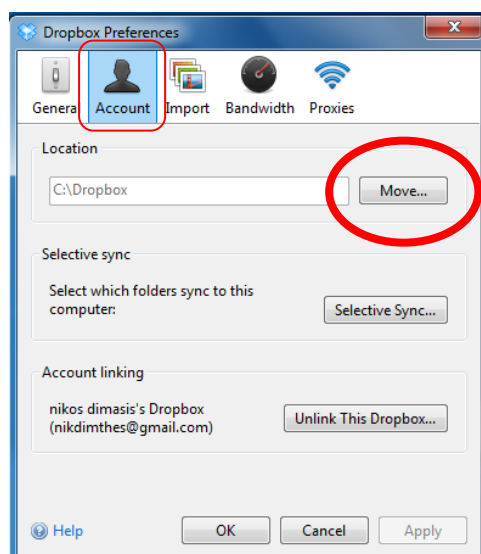 Dropbox Preferences
General Account Import Bandwidth Proxies
Location
C:\Dropbox Move...
Selective sync
Select which folders sync to this
computer:
Selective Sync...
Account linking
nikos dimasis's Dropbox
(nikdimthes@gmail.com)
Unlink This Dropbox...
Help OK Cancel Apply